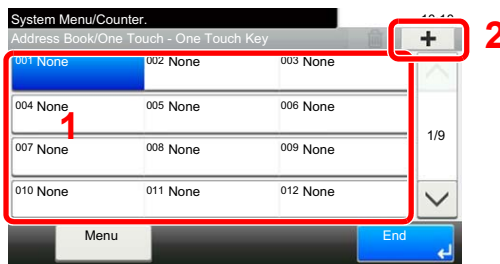 System Menu/Counter.
Address Book/One Touch - One Touch Key
+ 2
001 None 002 None 003 None
004 None 005 None 006 None
1
1/9
007 None 008 None 009 None
010 None 011 None 012 None
Menu End